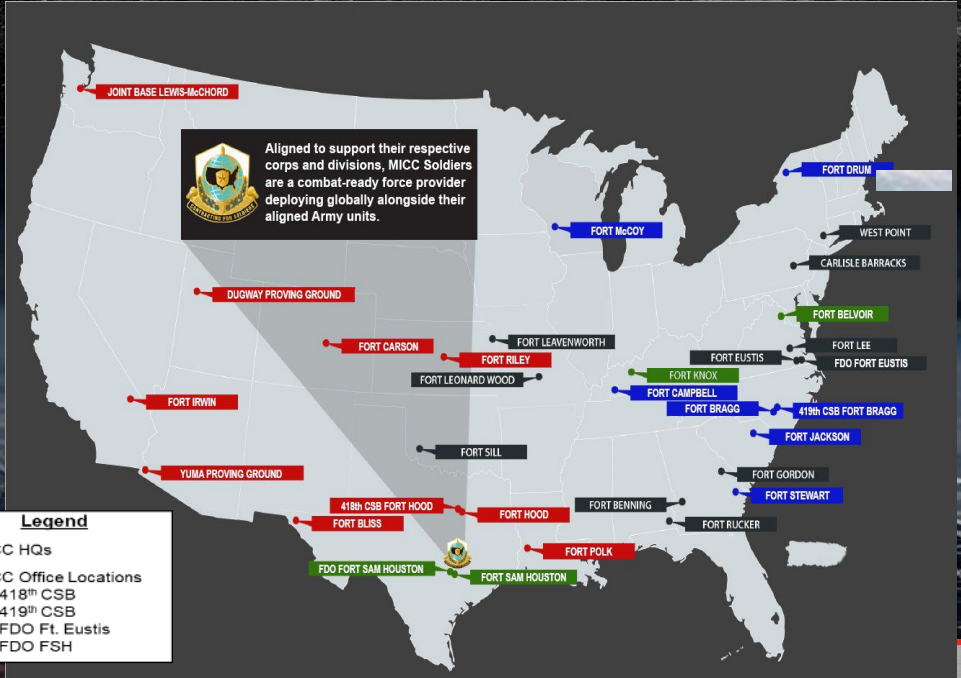 JOINT BASE LEWIS-McCHORD
Aligned to support their respective
corps and divisions, MICC Soldiers
are a combat-ready force provider
deploying globally alongside their
aligned Army units.
CONTRACTING FOR SOLDIERS
FORT DRUM
FORT McCOY
WEST POINT
CARLISLE BARRACKS
DUGWAY PROVING GROUND
FORT BELVOIR
FORT CARSON
FORT LEAVENWORTH
FORT RILEY
FORT LEE
FORT EUSTIS
FDO FORT EUSTIS
FORT LEONARD WOOD
FORT KNOX
FORT CAMPBELL
FORT IRWIN
FORT BRAGG
419th CSB FORT BRAGG
FORT JACKSON
FORT SILL
YUMA PROVING GROUND
FORT GORDON
FORT STEWART
418th CSB FORT HOOD
FORT HOOD
FORT BENNING
FORT BLISS
FORT RUCKER
FORT POLK
FDO FORT SAM HOUSTON
FORT SAM HOUSTON
Legend
CC HQs
CC Office Locations
418th CSB
419th CSB
FDO Ft. Eustis
FDO FSH